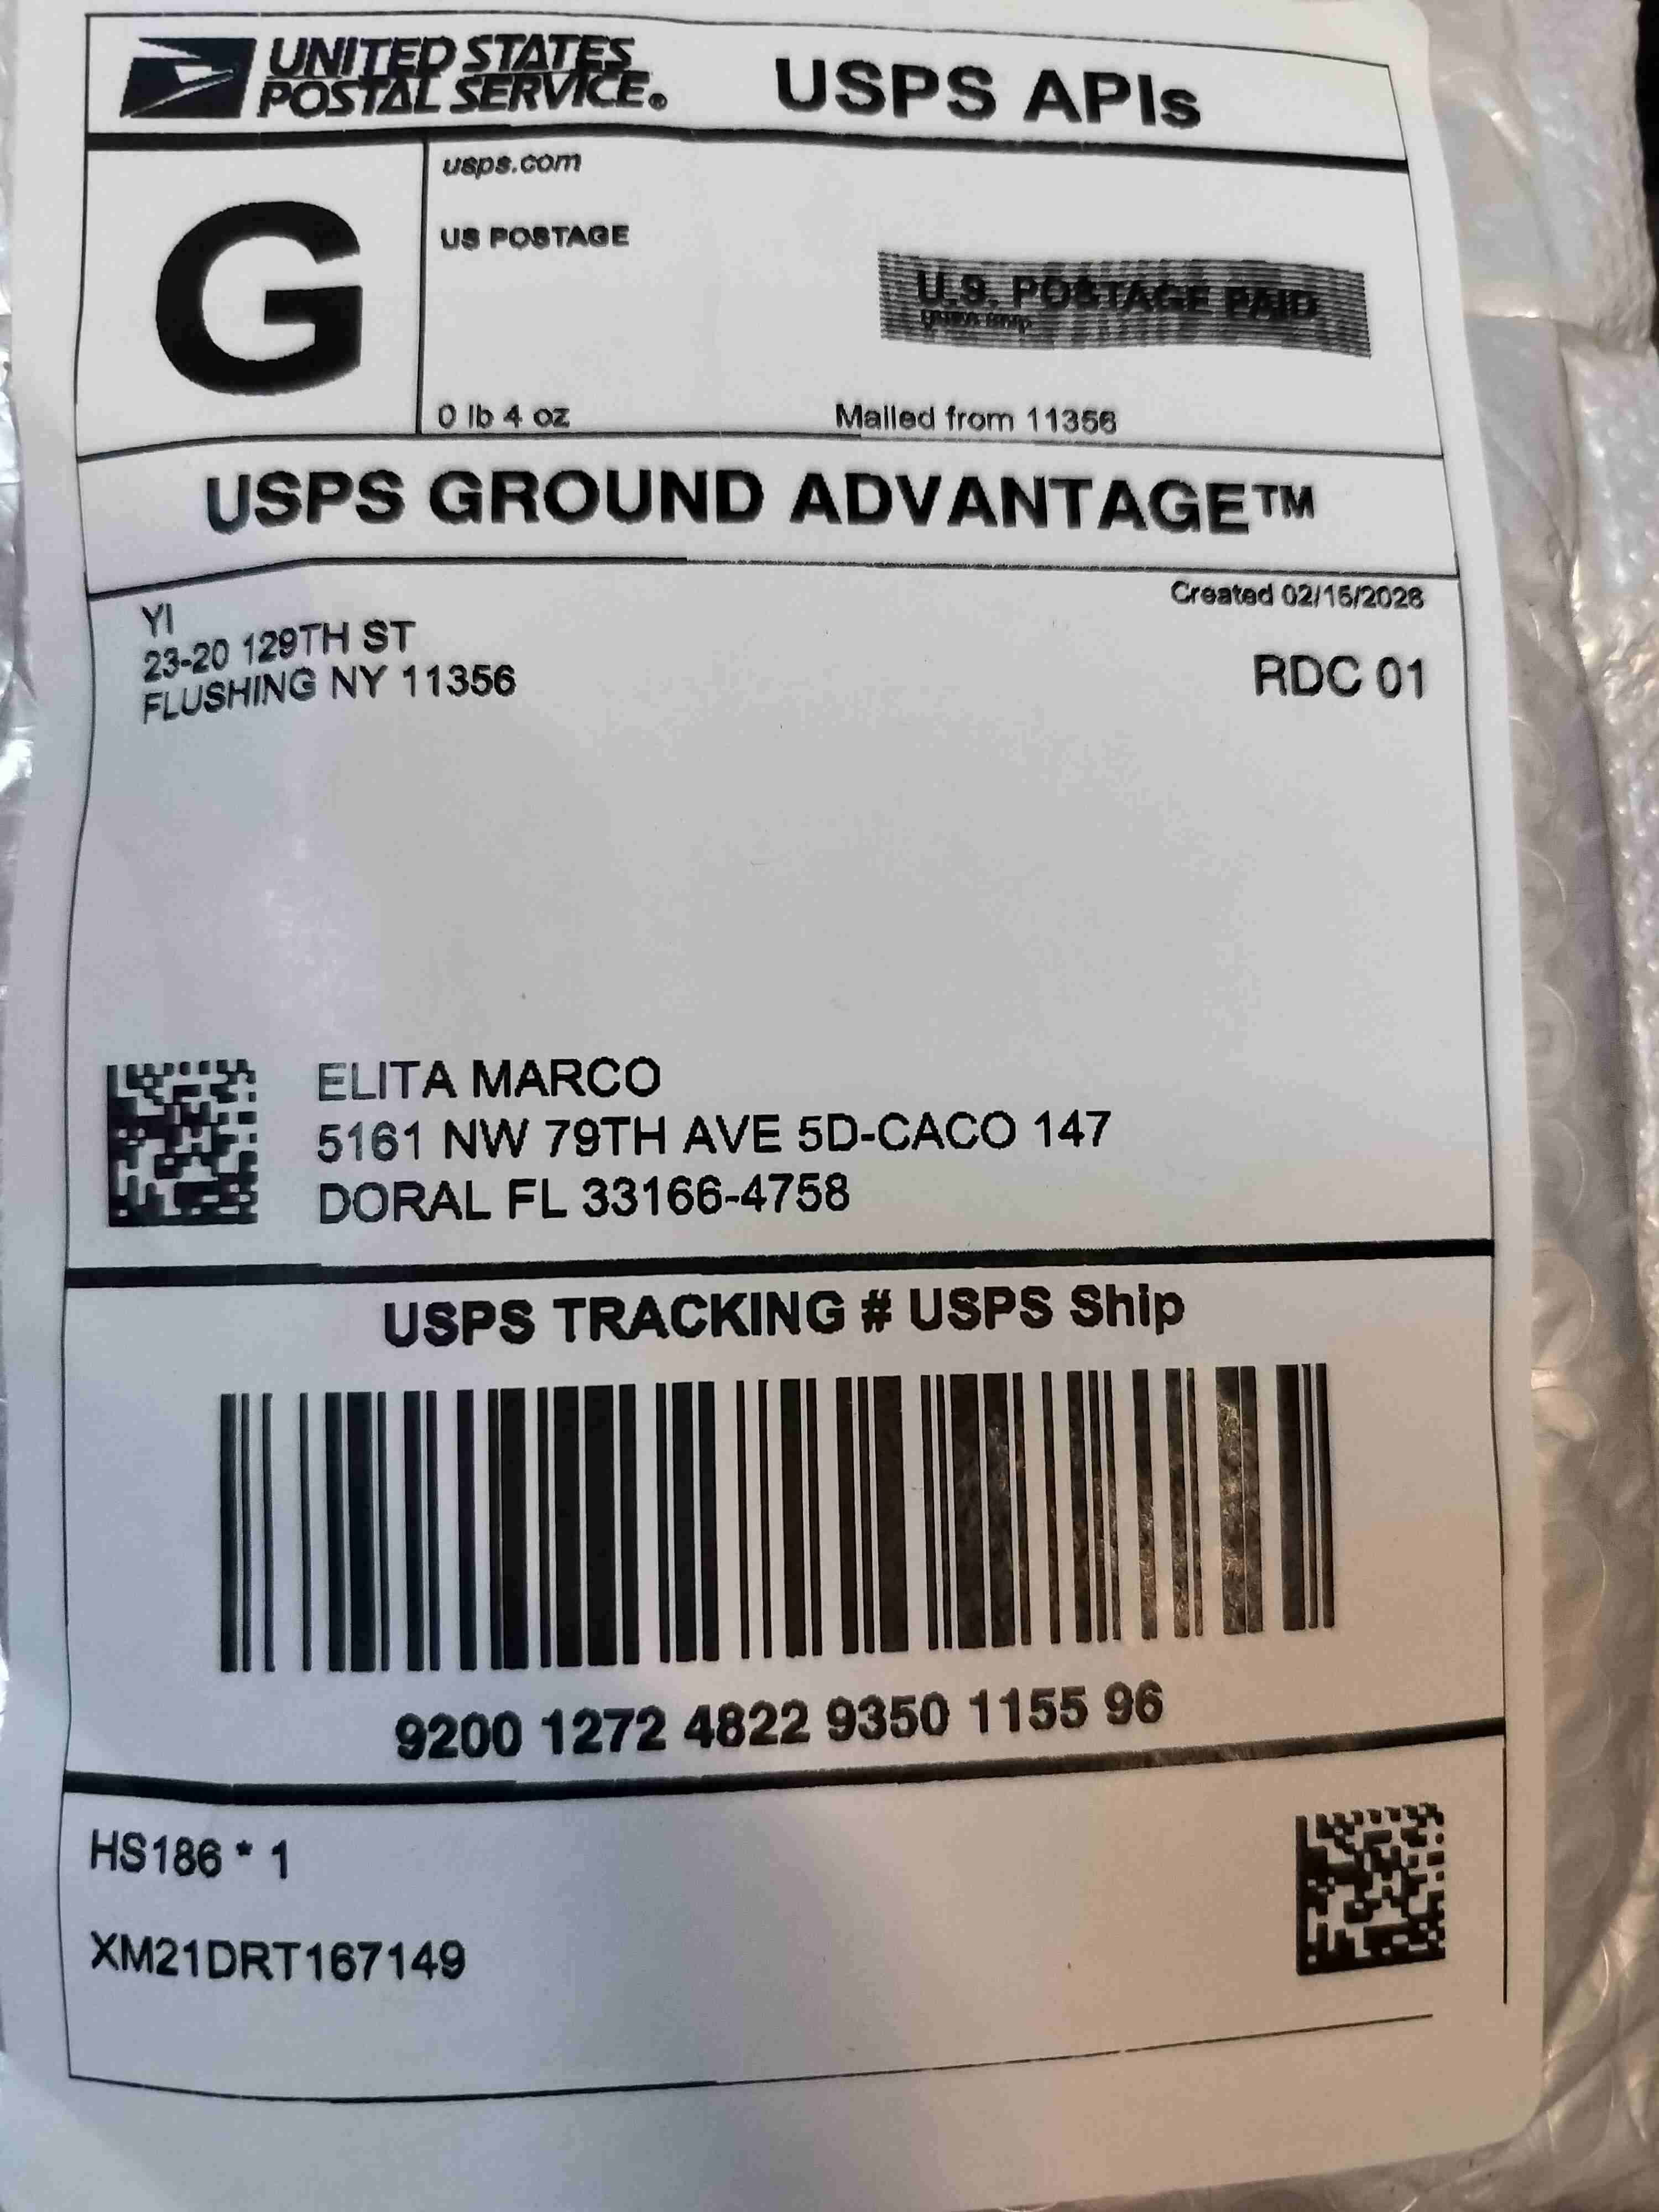 UNITED STATES
POSTAL SERVICE®
USPS APIs
G
usps.com
US POSTAGE
U.S. POSTAGE PAID
0 lb 4 oz
Mailed from 11356
USPS GROUND ADVANTAGE™
Created 02/15/2026
YI
23-20 129TH ST
FLUSHING NY 11356
RDC 01
ELITA MARCO
5161 NW 79TH AVE 5D-CACO 147
DORAL FL 33166-4758
USPS TRACKING # USPS Ship
9200 1272 4822 9350 1155 96
HS186 * 1
XM21DRT167149